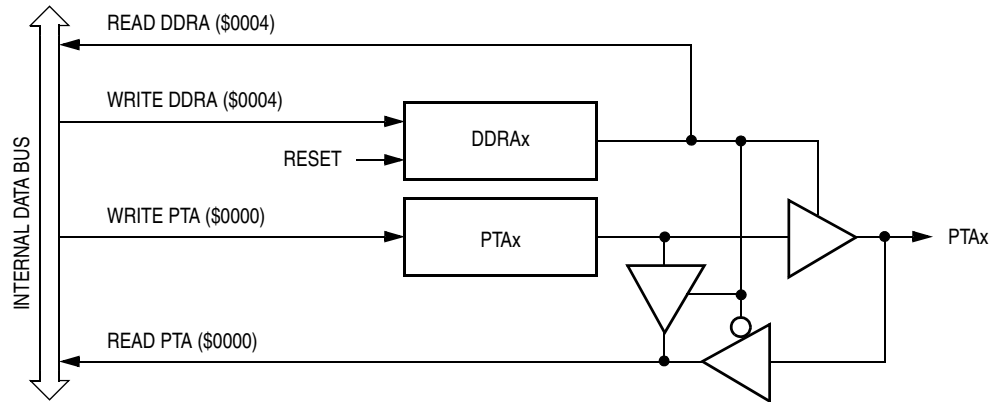 READ DDRA ($0004)
WRITE DDRA ($0004)
DDRAx
RESET
INTERNAL DATA BUS
WRITE PTA ($0000)
PTAx
PTAx
READ PTA ($0000)